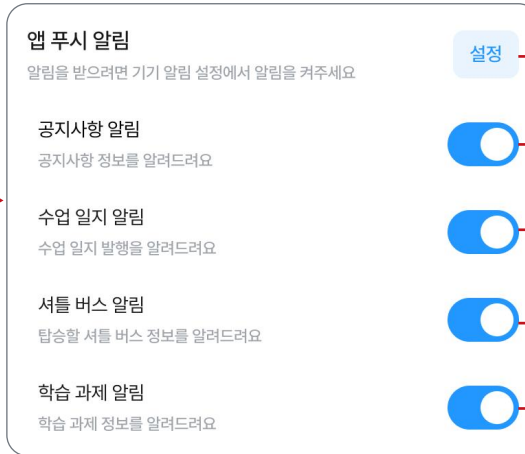 앱 푸시 알림
설정
알림을 받으려면 기기 알림 설정에서 알림을 켜주세요
공지사항 알림
공지사항 정보를 알려드려요
수업 일지 알림
수업 일지 발행을 알려드려요
셔틀 버스 알림
탑승할 셔틀 버스 정보를 알려드려요
학습 과제 알림
학습 과제 정보를 알려드려요